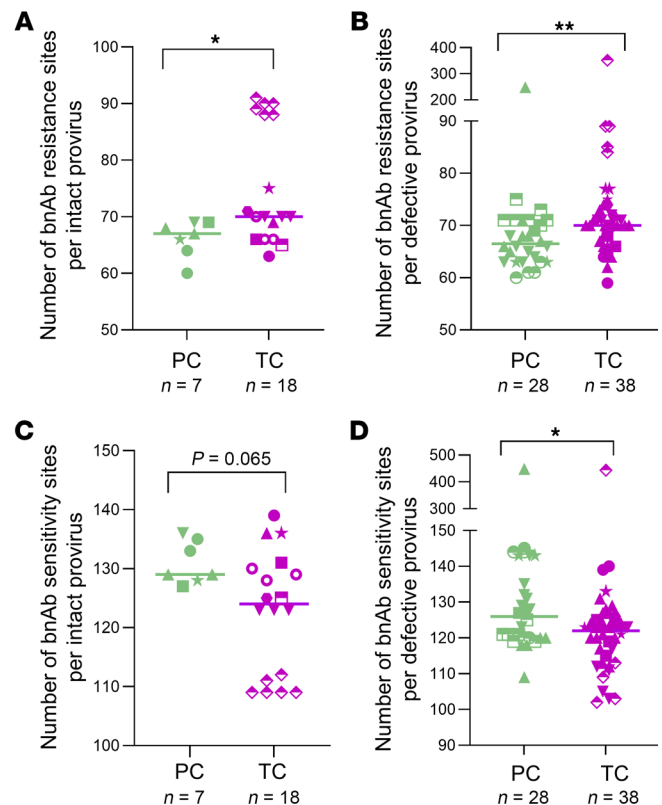 A
Number of bnAb resistance sites
per intact provirus
100
90
80
70
60
50
*
PC
TC
n = 7
n = 18
B
Number of bnAb resistance sites
per defective provirus
400
300
200
90
80
70
60
50
**
PC
TC
n = 28
n = 38
C
Number of bnAb sensitivity sites
per intact provirus
150
140
130
120
110
100
P = 0.065
PC
TC
n = 7
n = 18
D
Number of bnAb sensitivity sites
per defective provirus
500
400
300
150
140
130
120
110
100
90
*
PC
TC
n = 28
n = 38